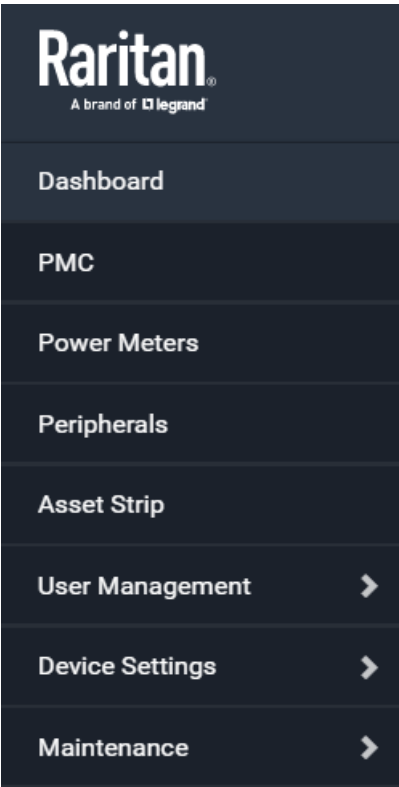 Raritan®
A brand of legrand®
Dashboard
PMC
Power Meters
Peripherals
Asset Strip
User Management
Device Settings
Maintenance